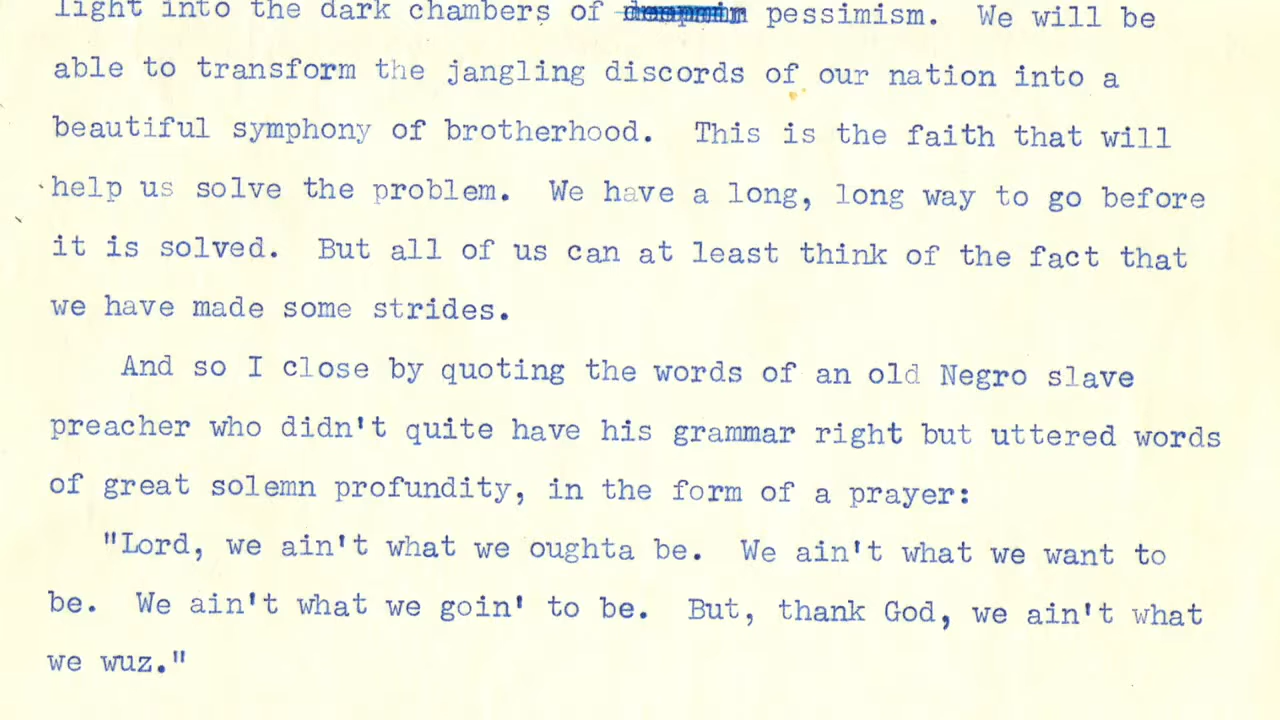 light into the dark chambers of pessimism. We will be
able to transform the jangling discords of our nation into a
beautiful symphony of brotherhood. This is the faith that will
help us solve the problem. We have a long, long way to go before
it is solved. But all of us can at least think of the fact that
we have made some strides.
And so I close by quoting the words of an old Negro slave
preacher who didn't quite have his grammar right but uttered words
of great solemn profundity, in the form of a prayer:
"Lord, we ain't what we oughta be. We ain't what we want to
be. We ain't what we goin' to be. But, thank God, we ain't what
we wuz."